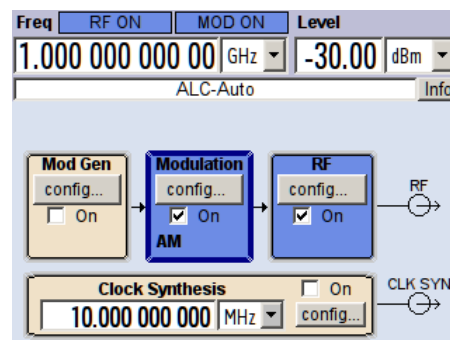 Freq RF ON MOD ON Level
1.000 000 000 00 GHz -30.00 dBm
ALC-Auto Info
Mod Gen Modulation RF
config... config... config... RF
On On On
AM
Clock Synthesis On CLK SYN
10.000 000 000 MHz config...